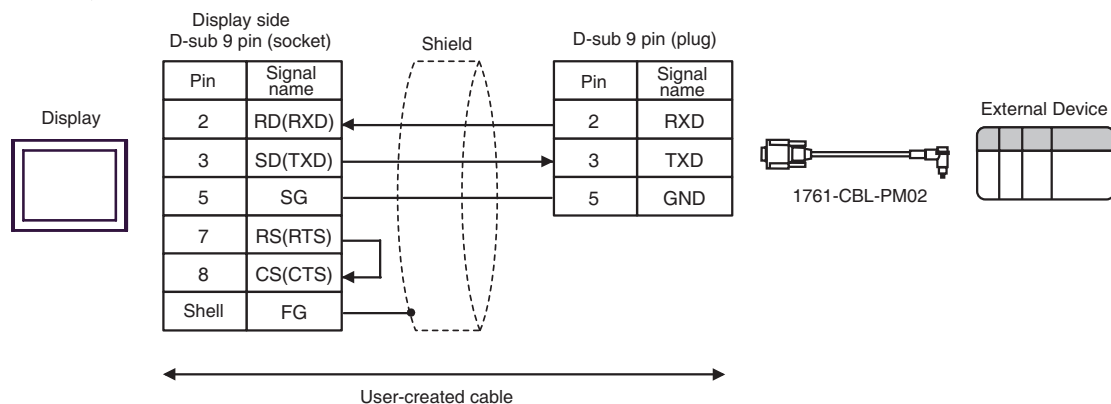 Display side
D-sub 9 pin (socket)
Shield
D-sub 9 pin (plug)
Pin
Signal name
Pin
Signal name
Display
2 RD(RXD)
2 RXD
3 SD(TXD)
3 TXD
5 SG
5 GND
7 RS(RTS)
8 CS(CTS)
Shell FG
1761-CBL-PM02
External Device
User-created cable